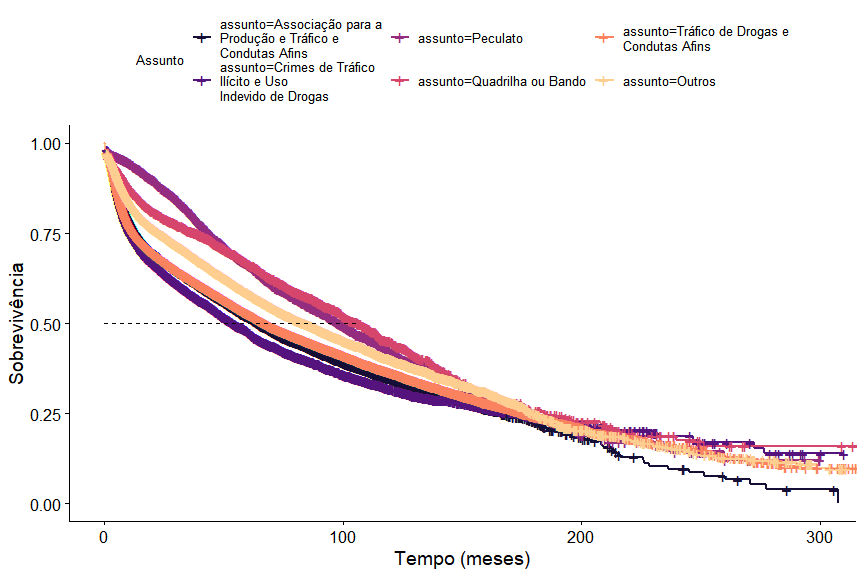 Assunto
assunto=Associação para a
Produção e Tráfico e
Condutas Afins
assunto=Crimes de Tráfico
Ilícito e Uso
Indevido de Drogas
assunto=Peculato
assunto=Quadrilha ou Bando
assunto=Tráfico de Drogas e
Condutas Afins
assunto=Outros
Sobrevivência
1.00
0.75
0.50
0.25
0.00
0
100
200
300
Tempo (meses)